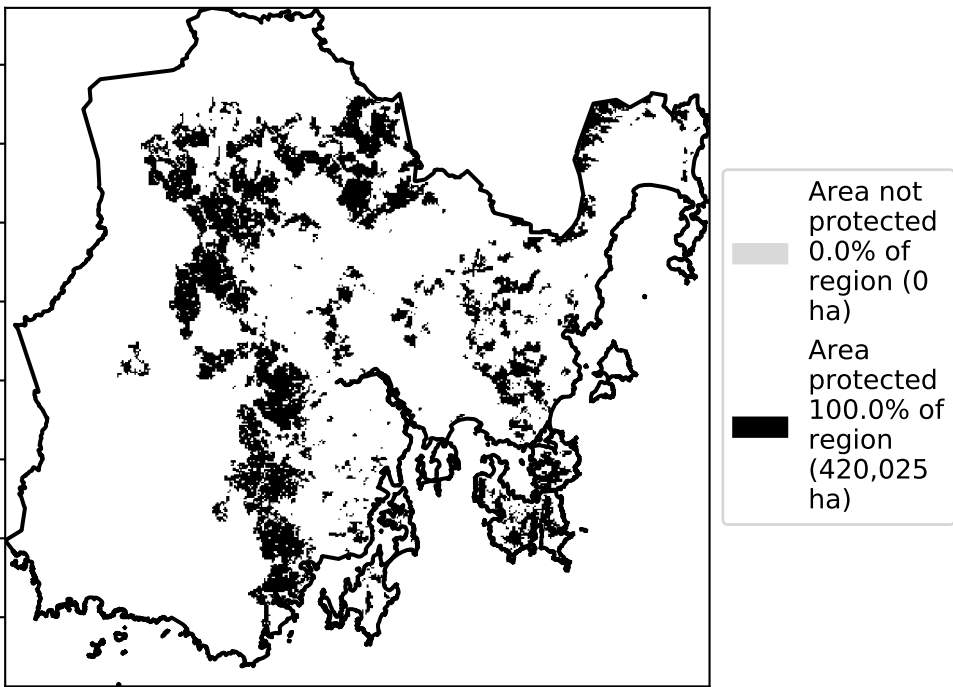 Area not
protected
0.0% of
region (0
ha)
Area
protected
100.0% of
region
(420,025
ha)